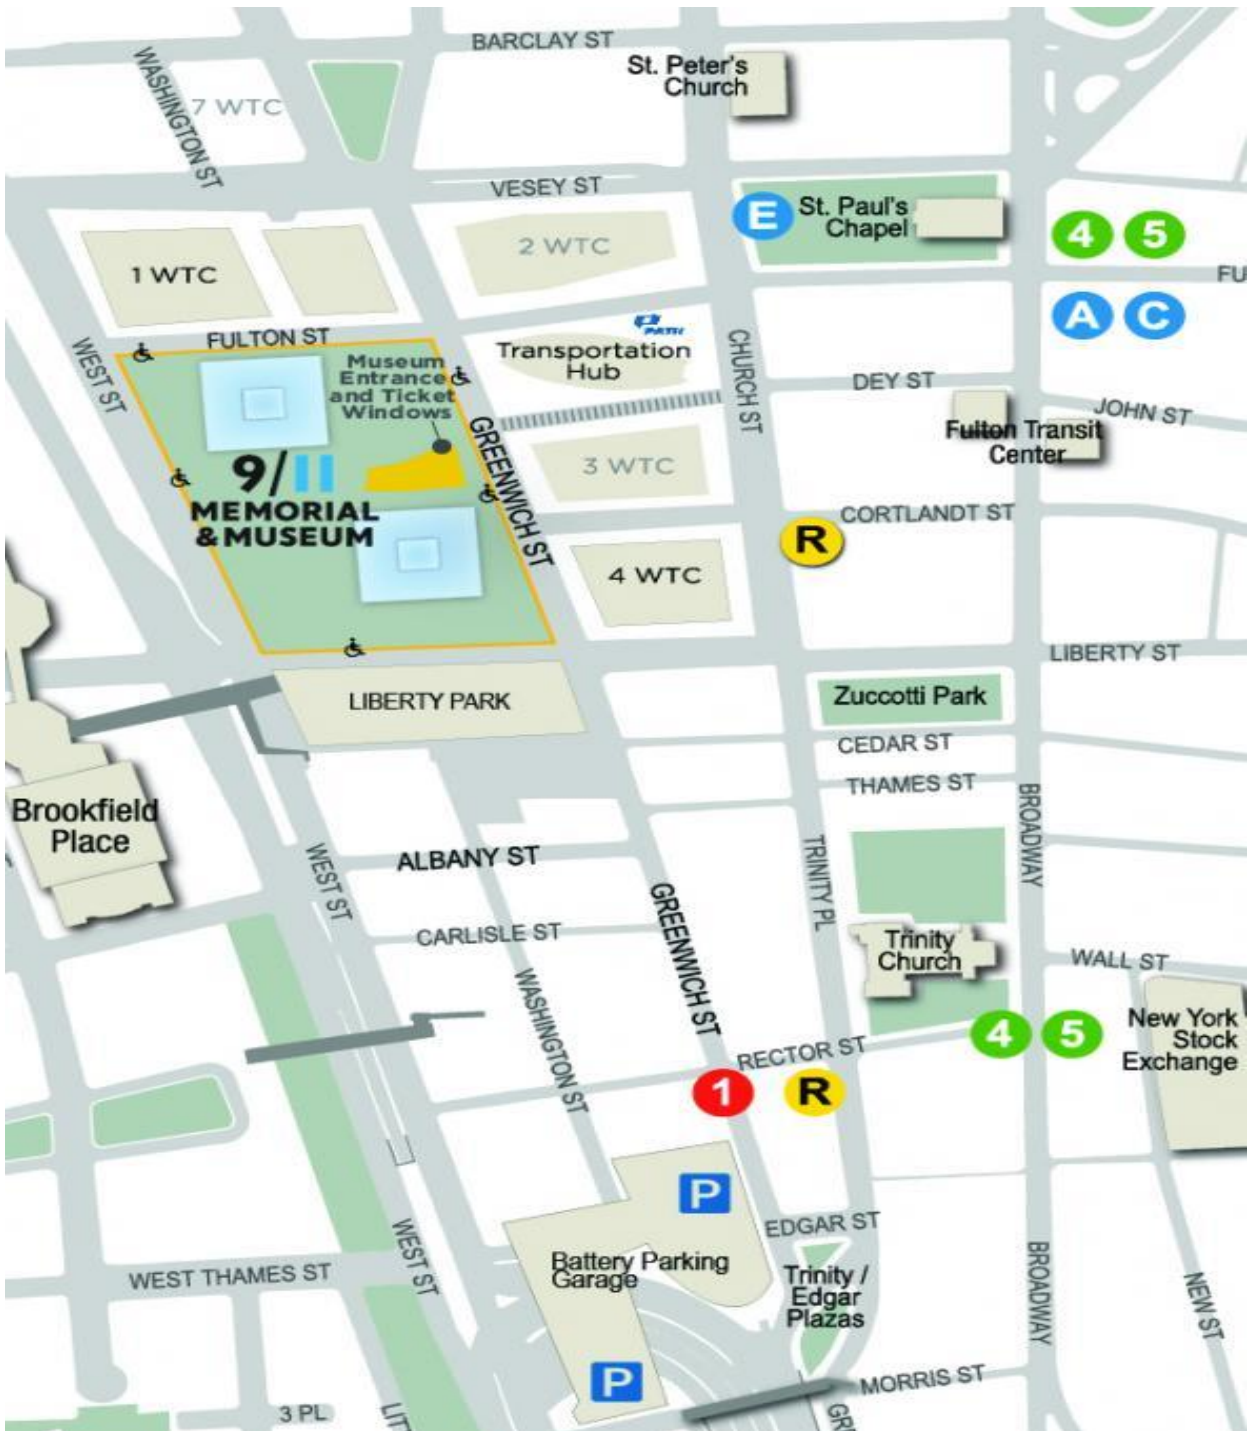 BARCLAY ST
St. Peter's
Church
WASHINGTON ST
7 WTC
VESEY ST
E
St. Paul's
Chapel
4
5
2 WTC
1 WTC
FU
A
C
FULTON ST
PATH
Transportation
Hub
WEST ST
Museum
Entrance
and Ticket
Windows
CHURCH ST
DEY ST
JOHN ST
Fulton Transit
Center
GREENWICH ST
3 WTC
9/11
MEMORIAL
& MUSEUM
CORTLANDT ST
R
4 WTC
LIBERTY ST
LIBERTY PARK
Zuccotti Park
CEDAR ST
THAMES ST
Brookfield
Place
BROADWAY
ALBANY ST
WEST ST
TRINITY PL
GREENWICH ST
CARLISLE ST
Trinity
Church
WALL ST
WASHINGTON ST
New York
Stock
Exchange
4
5
RECTOR ST
1
R
P
EDGAR ST
WEST ST
Battery Parking
Garage
WEST THAMES ST
Trinity /
Edgar
Plazas
BROADWAY
NEW ST
P
MORRIS ST
3 PL
LIT
GR